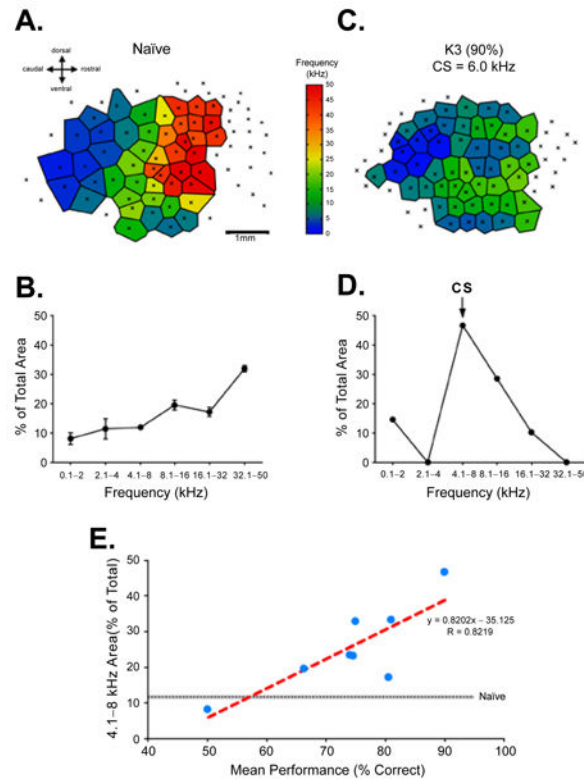 A.
Naïve
dorsal
caudal
rostral
ventral
Frequency
(kHz)
50
45
40
35
30
25
20
15
10
5
0
1mm
C.
K3 (90%)
CS = 6.0 kHz
B.
% of Total Area
50
40
30
20
10
0
0.1–2 2.1–4 4.1–8 8.1–16 16.1–32 32.1–50
Frequency (kHz)
D.
CS
% of Total Area
50
40
30
20
10
0
0.1–2 2.1–4 4.1–8 8.1–16 16.1–32 32.1–50
Frequency (kHz)
E.
4.1–8 kHz Area(% of Total)
50
40
30
20
10
0
y = 0.8202x – 35.125
R = 0.8219
Naïve
40 50 60 70 80 90 100
Mean Performance (% Correct)